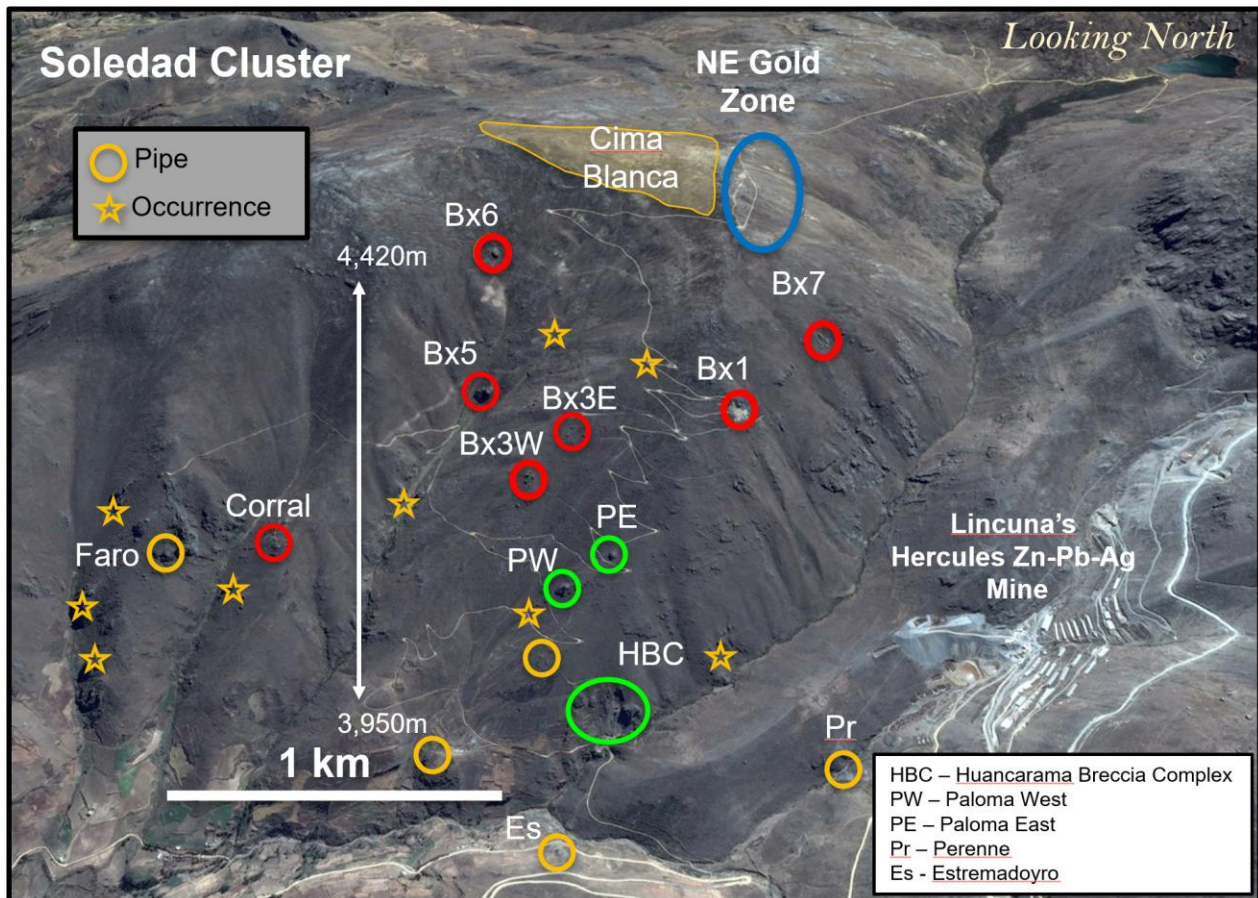 Looking North
Soledad Cluster
NE Gold
Zone
Pipe
Occurrence
Cima
Blanca
Bx6
4,420m
Bx7
Bx5
Bx1
Bx3E
Bx3W
Corral
PE
Faro
PW
Lincuna's
Hercules Zn-Pb-Ag
Mine
HBC
3,950m
Pr
1 km
Es
HBC – Huancarama Breccia Complex
PW – Paloma West
PE – Paloma East
Pr – Perenne
Es - Estremadoyro